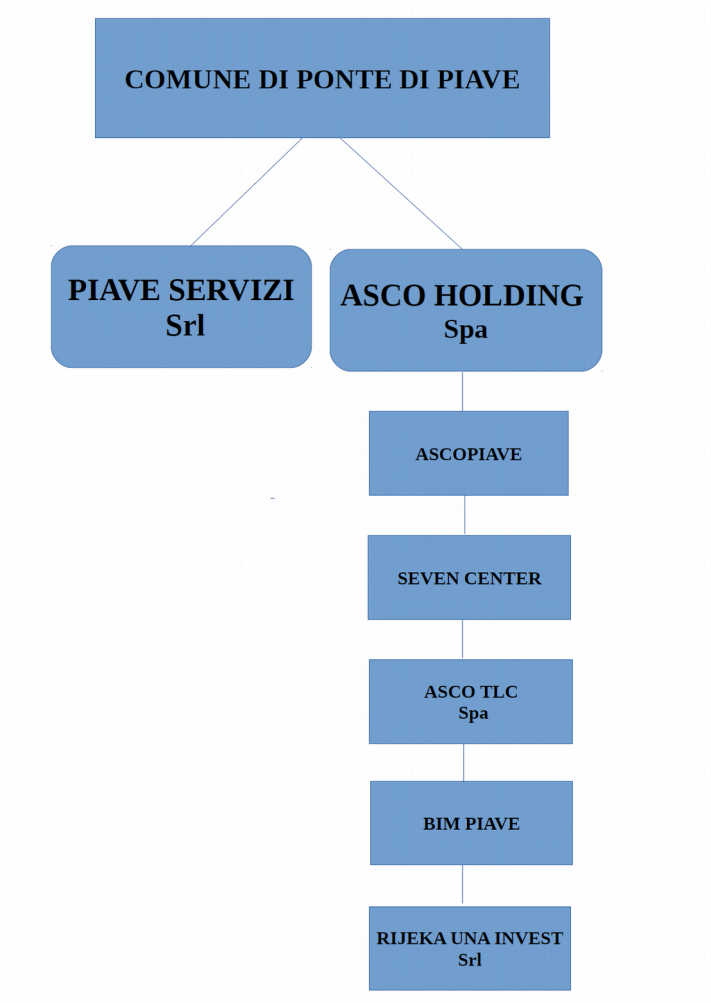 COMUNE DI PONTE DI PIAVE
PIAVE SERVIZI
Srl
ASCO HOLDING
Spa
ASCOPIAVE
SEVEN CENTER
ASCO TLC
Spa
BIM PIAVE
RIJEKA UNA INVEST
Srl